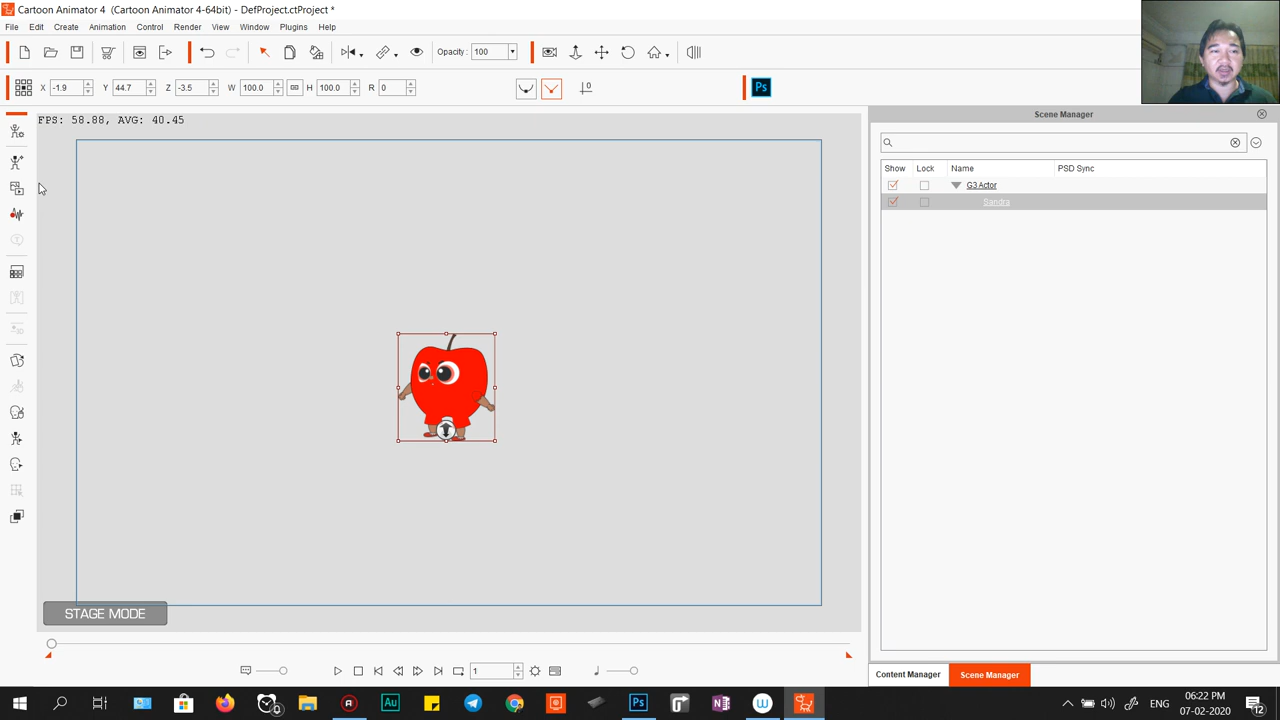 Cartoon Animator 4 (Cartoon Animator 4-64bit) - DefProject.ctProject *
File Edit Create Animation Control Render View Window Plugins Help
Opacity : 100
X -1.9 Y 44.7 Z -3.5 W 100.0 H 100.0 R 0
Ps
FPS: 58.88, AVG: 40.45
Scene Manager
Show Lock Name PSD Sync
G3 Actor
Sandra
STAGE MODE
1
Content Manager Scene Manager
Au Ps N W
ENG
06:22 PM
07-02-2020
12